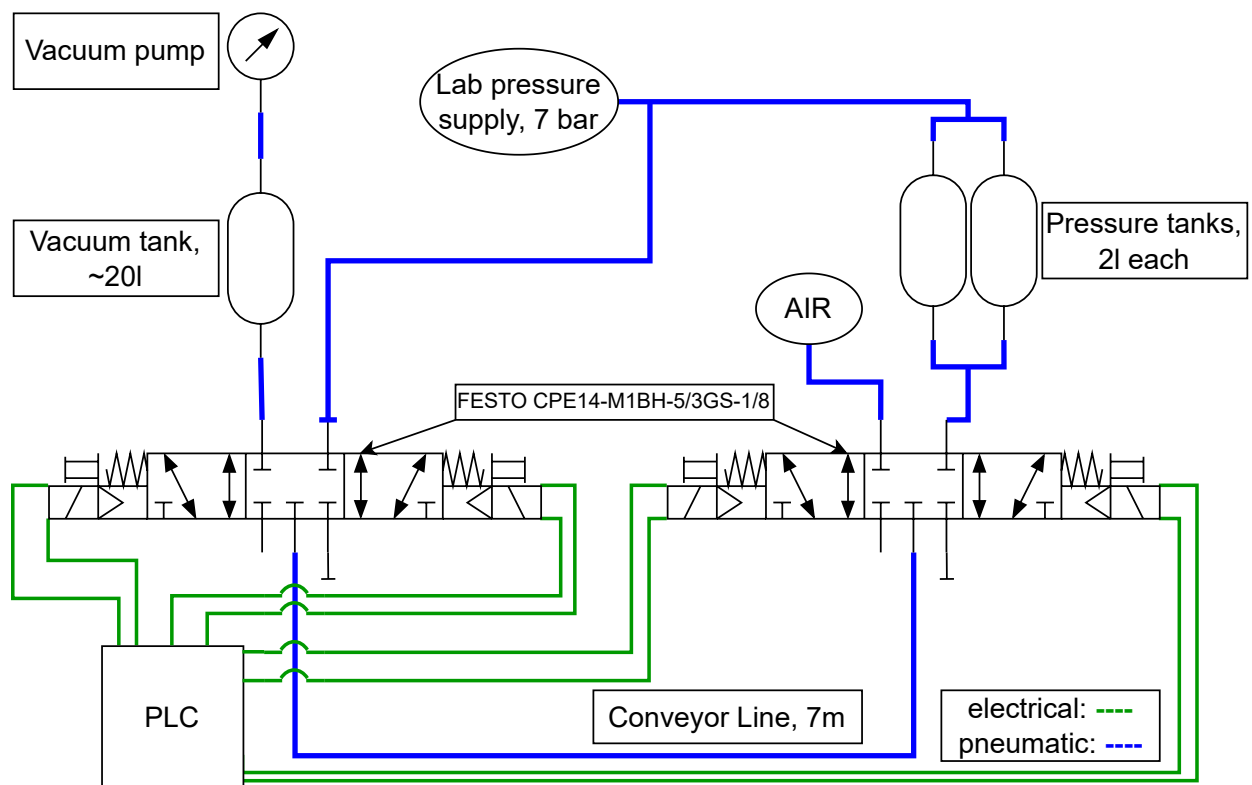 Vacuum pump
Lab pressure
supply, 7 bar
Vacuum tank,
~20l
Pressure tanks,
2l each
AIR
FESTO CPE14-M1BH-5/3GS-1/8
PLC
Conveyor Line, 7m
electrical: ----
pneumatic: ----